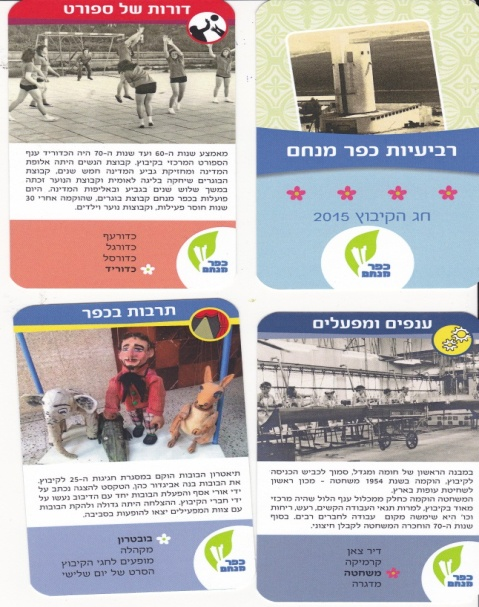 דורות של ספורט
מאמצע שנות ה-60 ועד שנות ה-70 היה הכדוריד ענף
הספורט המרכזי בקיבוץ. קבוצת הנשים היתה אלופת
המדינה ומחזיקת גביע המדינה חמש שנים. קבוצת
הבוגרים שיחקה בליגה לאומית וקבוצת הנוער זכתה
במשך שלוש שנים בגביע ובאליפות המדינה. היום
פועלות בכפר מנחם קבוצת בוגרים, שהוקמה אחרי 30
שנות חוסר פעילות, וקבוצות נוער וילדים.
כדורעף
כדורגל
כדורסל
כדוריד
כפר
מנחם
רביעיות כפר מנחם
חג הקיבוץ 2015
כפר
מנחם
תרבות בכפר
תיאטרון הבובות הוקם במסגרת חגיגות ה-25 לקיבוץ.
את הבובות בנה אביגדור כהן, הטקסט להצגה נכתב על
ידי אורי אסף והפעלת הבובות יחד עם הדיבוב נעשו על
ידי חברי הקיבוץ. ההצלחה היתה גדולה ולהקת הבובות
עם צוות המפעילים יצאו להופעות בסביבה.
בובטרון
מקהלה
מופעים לחגי הקיבוץ
הסרט של יום שלישי
כפר
מנחם
ענפים ומפעלים
במבנה הראשון של חומה ומגדל, סמוך לכביש הכניסה
לקיבוץ, הוקמה בשנת 1954 משחטה - מכון ראשון
לשחיטת עופות בארץ.
המשחטה הוקמה כחלק ממכלול ענף הלול שהיה מרכזי
מאוד בקיבוץ, למרות תנאי העבודה הקשים, רעש, ריחות
וכו' היא שימשה מקום עבודה לחברים רבים. בסוף
שנות ה-70 הוחכרה המשחטה לקבלן חיצוני.
דיר צאן
קרמיקה
משחטה
מדגרה
כפר
מנחם